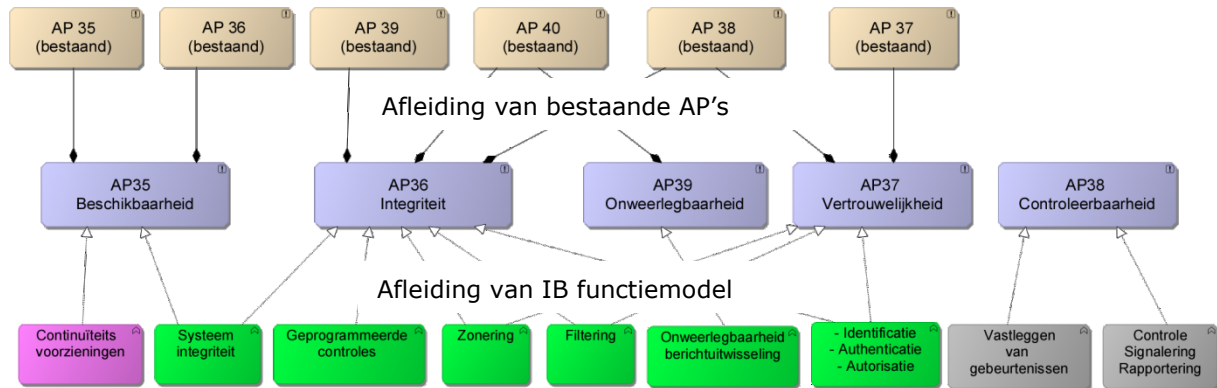 AP 35
(bestaand)
AP 36
(bestaand)
AP 39
(bestaand)
AP 40
(bestaand)
AP 38
(bestaand)
AP 37
(bestaand)
Afleiding van bestaande AP's
AP35
Beschikbaarheid
AP36
Integriteit
AP39
Onweerlegbaarheid
AP37
Vertrouwelijkheid
AP38
Controleerbaarheid
Afleiding van IB functiemodel
Continuïteits
voorzieningen
Systeem
integriteit
Geprogrammeerde
controles
Zonering
Filtering
Onweerlegbaarheid
berichtuitwisseling
- Identificatie
- Authenticatie
- Autorisatie
Vastleggen
van
gebeurtenissen
Controle
Signalering
Rapportering